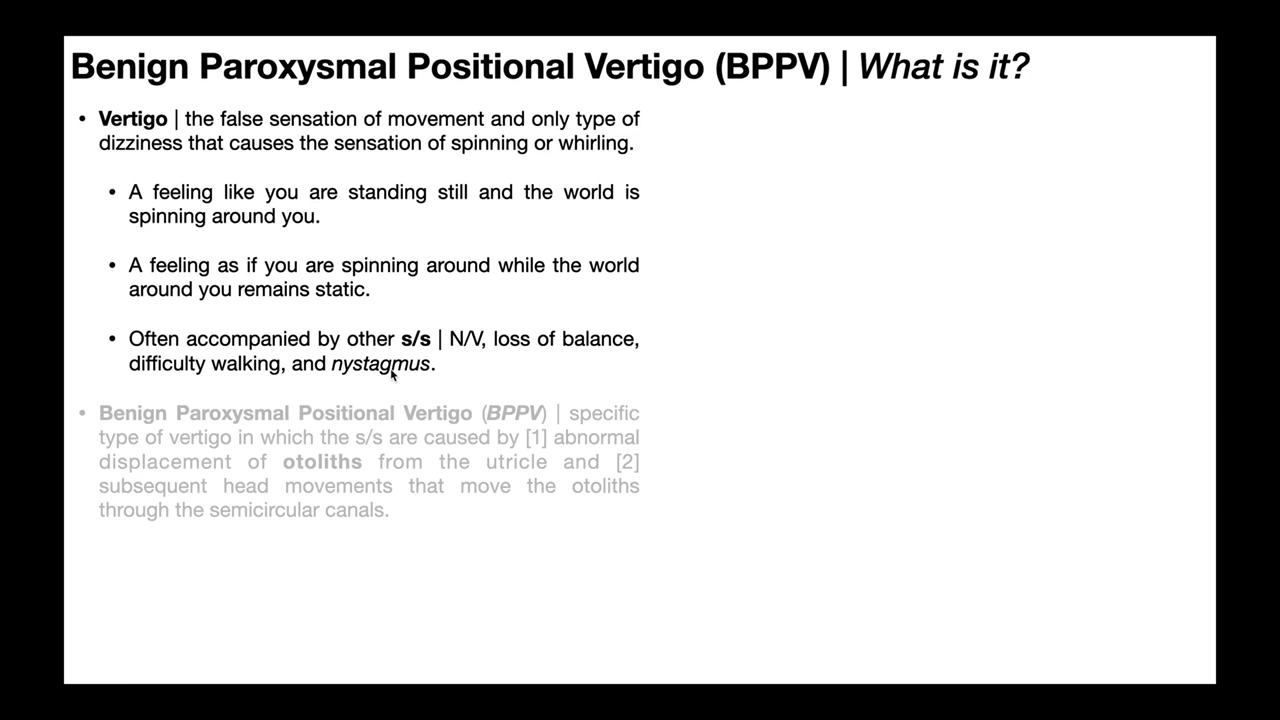 Benign Paroxysmal Positional Vertigo (BPPV) | What is it?
• Vertigo | the false sensation of movement and only type of
dizziness that causes the sensation of spinning or whirling.
• A feeling like you are standing still and the world is
spinning around you.
• A feeling as if you are spinning around while the world
around you remains static.
• Often accompanied by other s/s | N/V, loss of balance,
difficulty walking, and nystagmus.
• Benign Paroxysmal Positional Vertigo (BPPV) | specific
type of vertigo in which the s/s are caused by [1] abnormal
displacement of otoliths from the utricle and [2]
subsequent head movements that move the otoliths
through the semicircular canals.